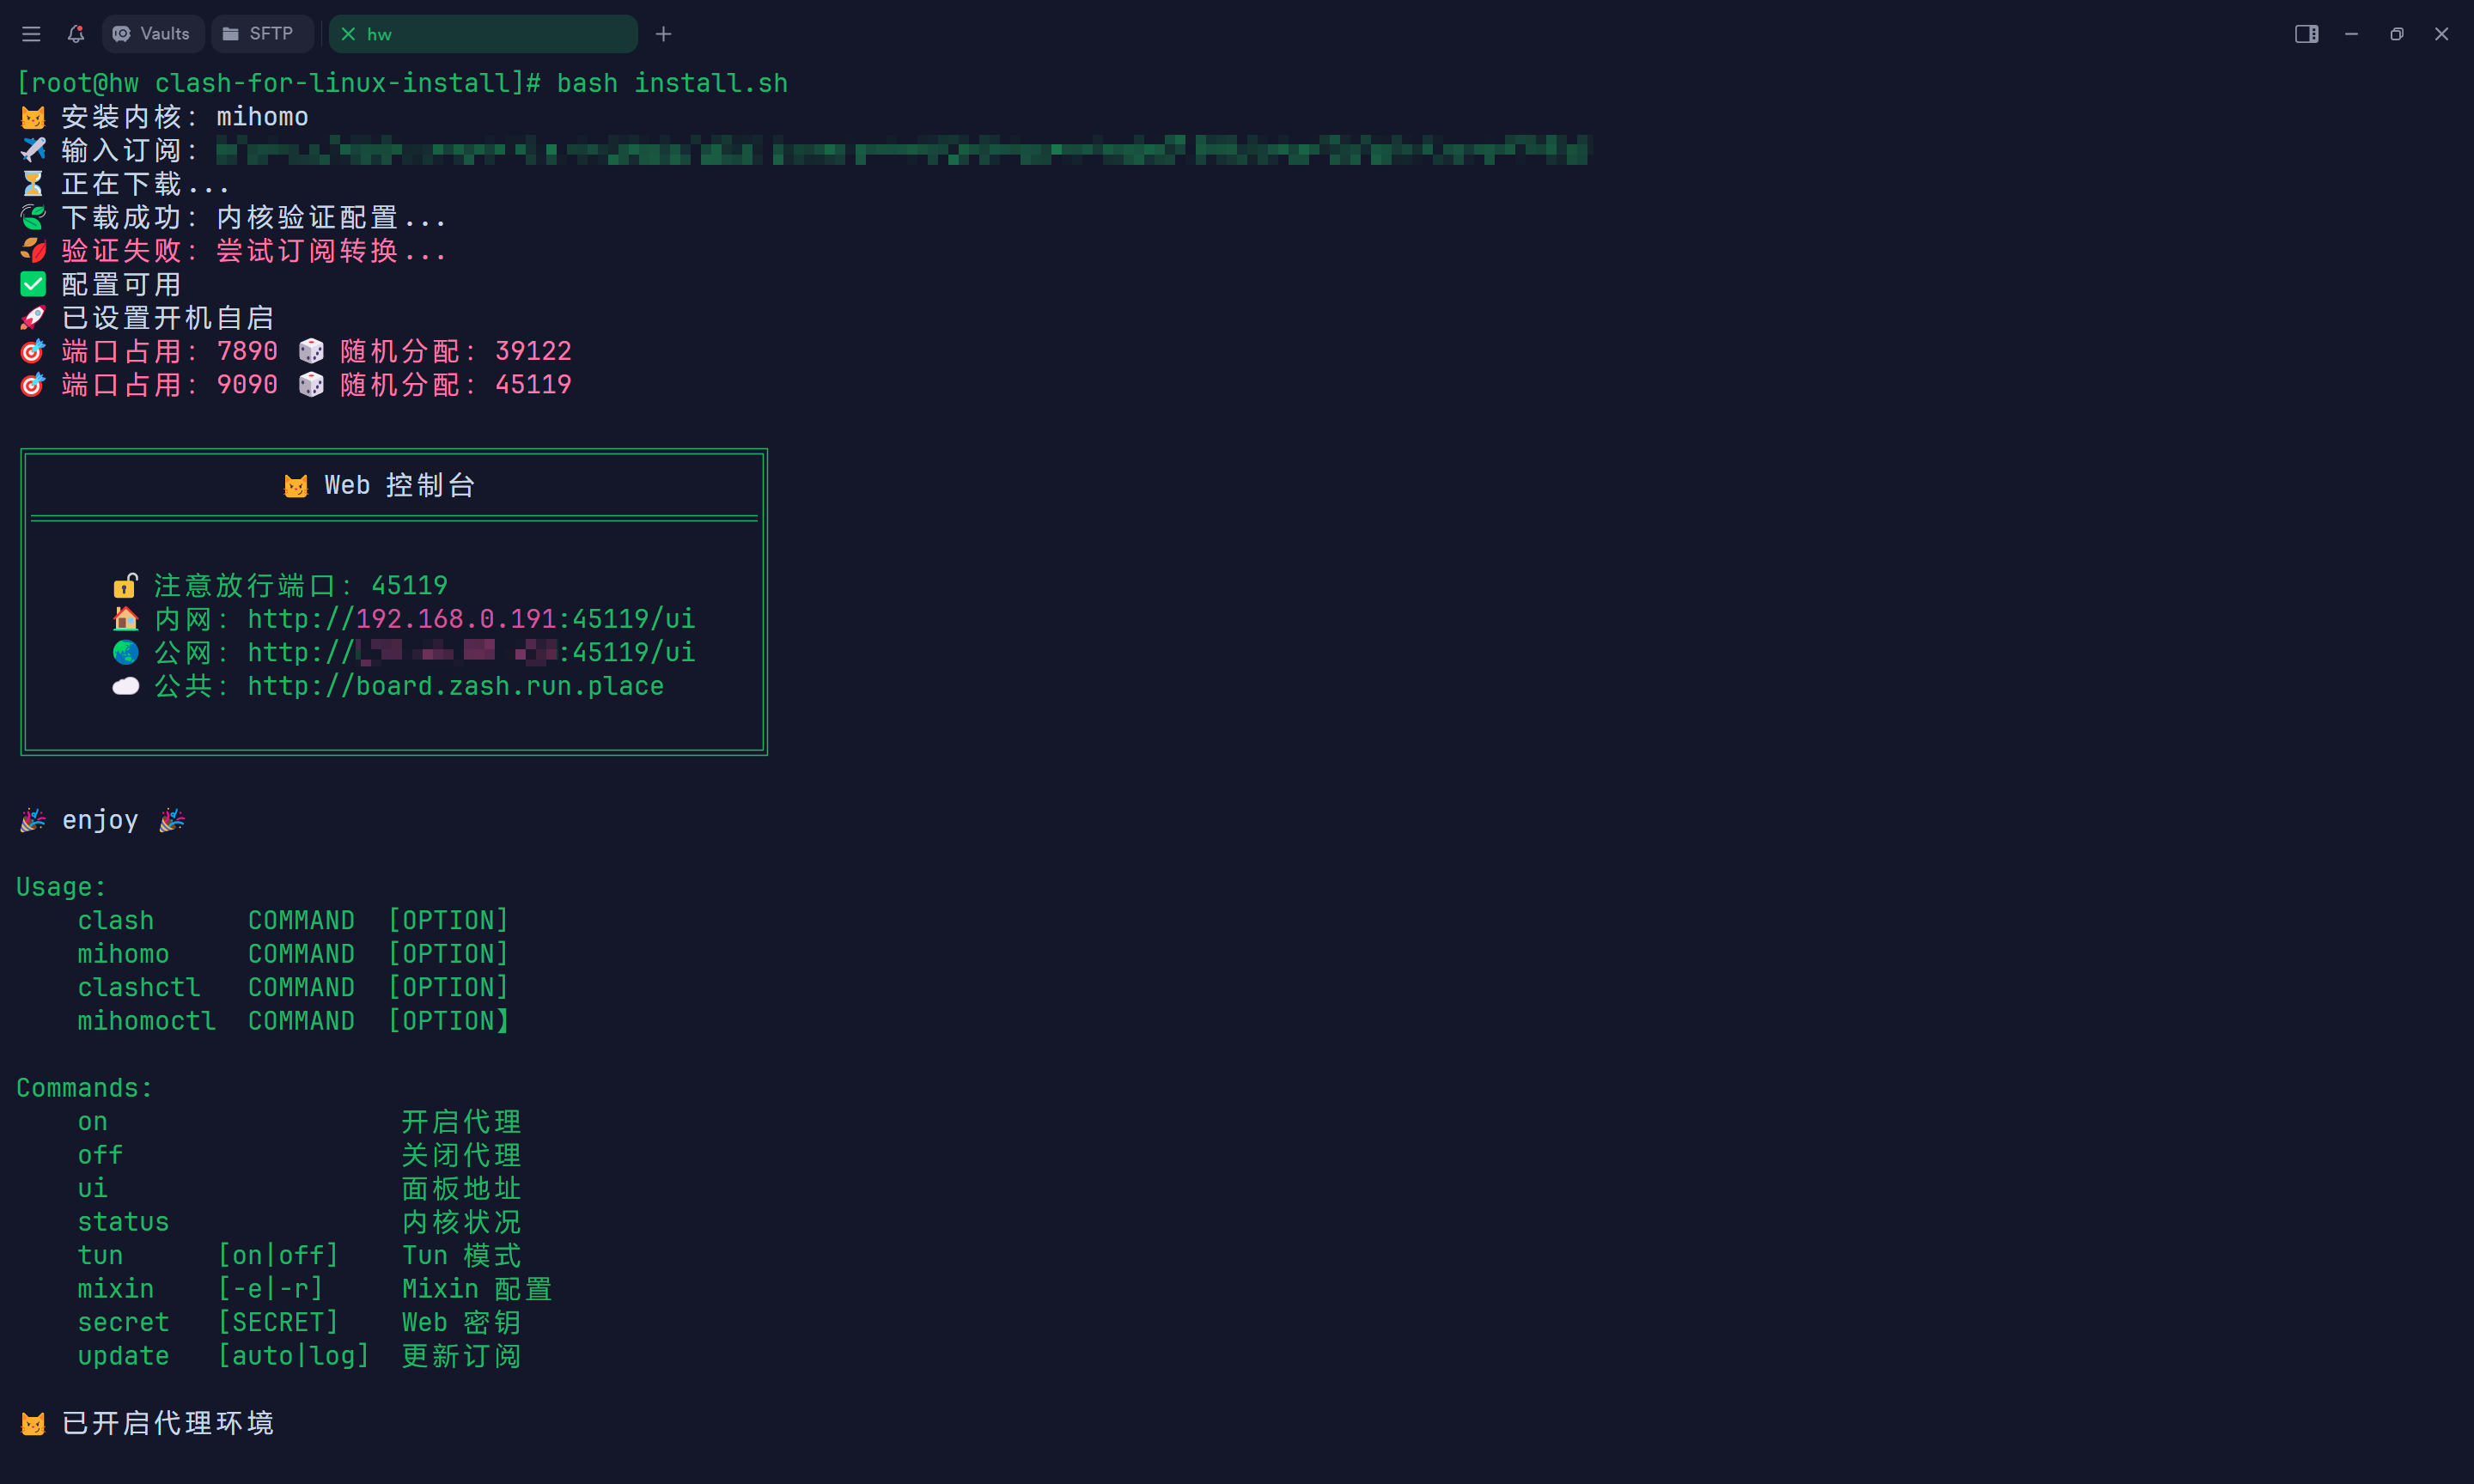 Vaults SFTP hw
[root@hw clash-for-linux-install]# bash install.sh
😼 安装内核：mihomo
✈️ 输入订阅：
⏳ 正在下载...
🍃 下载成功：内核验证配置...
🍂 验证失败：尝试订阅转换...
✅ 配置可用
🚀 已设置开机自启
🎯 端口占用：7890 🎲 随机分配：39122
🎯 端口占用：9090 🎲 随机分配：45119
😼 Web 控制台
🔓 注意放行端口：45119
🏠 内网：http://192.168.0.191:45119/ui
🌏 公网：http:// :45119/ui
☁️ 公共：http://board.zash.run.place
🎉 enjoy 🎉
Usage:
clash COMMAND [OPTION]
mihomo COMMAND [OPTION]
clashctl COMMAND [OPTION]
mihomoctl COMMAND [OPTION】
Commands:
on 开启代理
off 关闭代理
ui 面板地址
status 内核状况
tun [on|off] Tun 模式
mixin [-e|-r] Mixin 配置
secret [SECRET] Web 密钥
update [auto|log] 更新订阅
😼 已开启代理环境